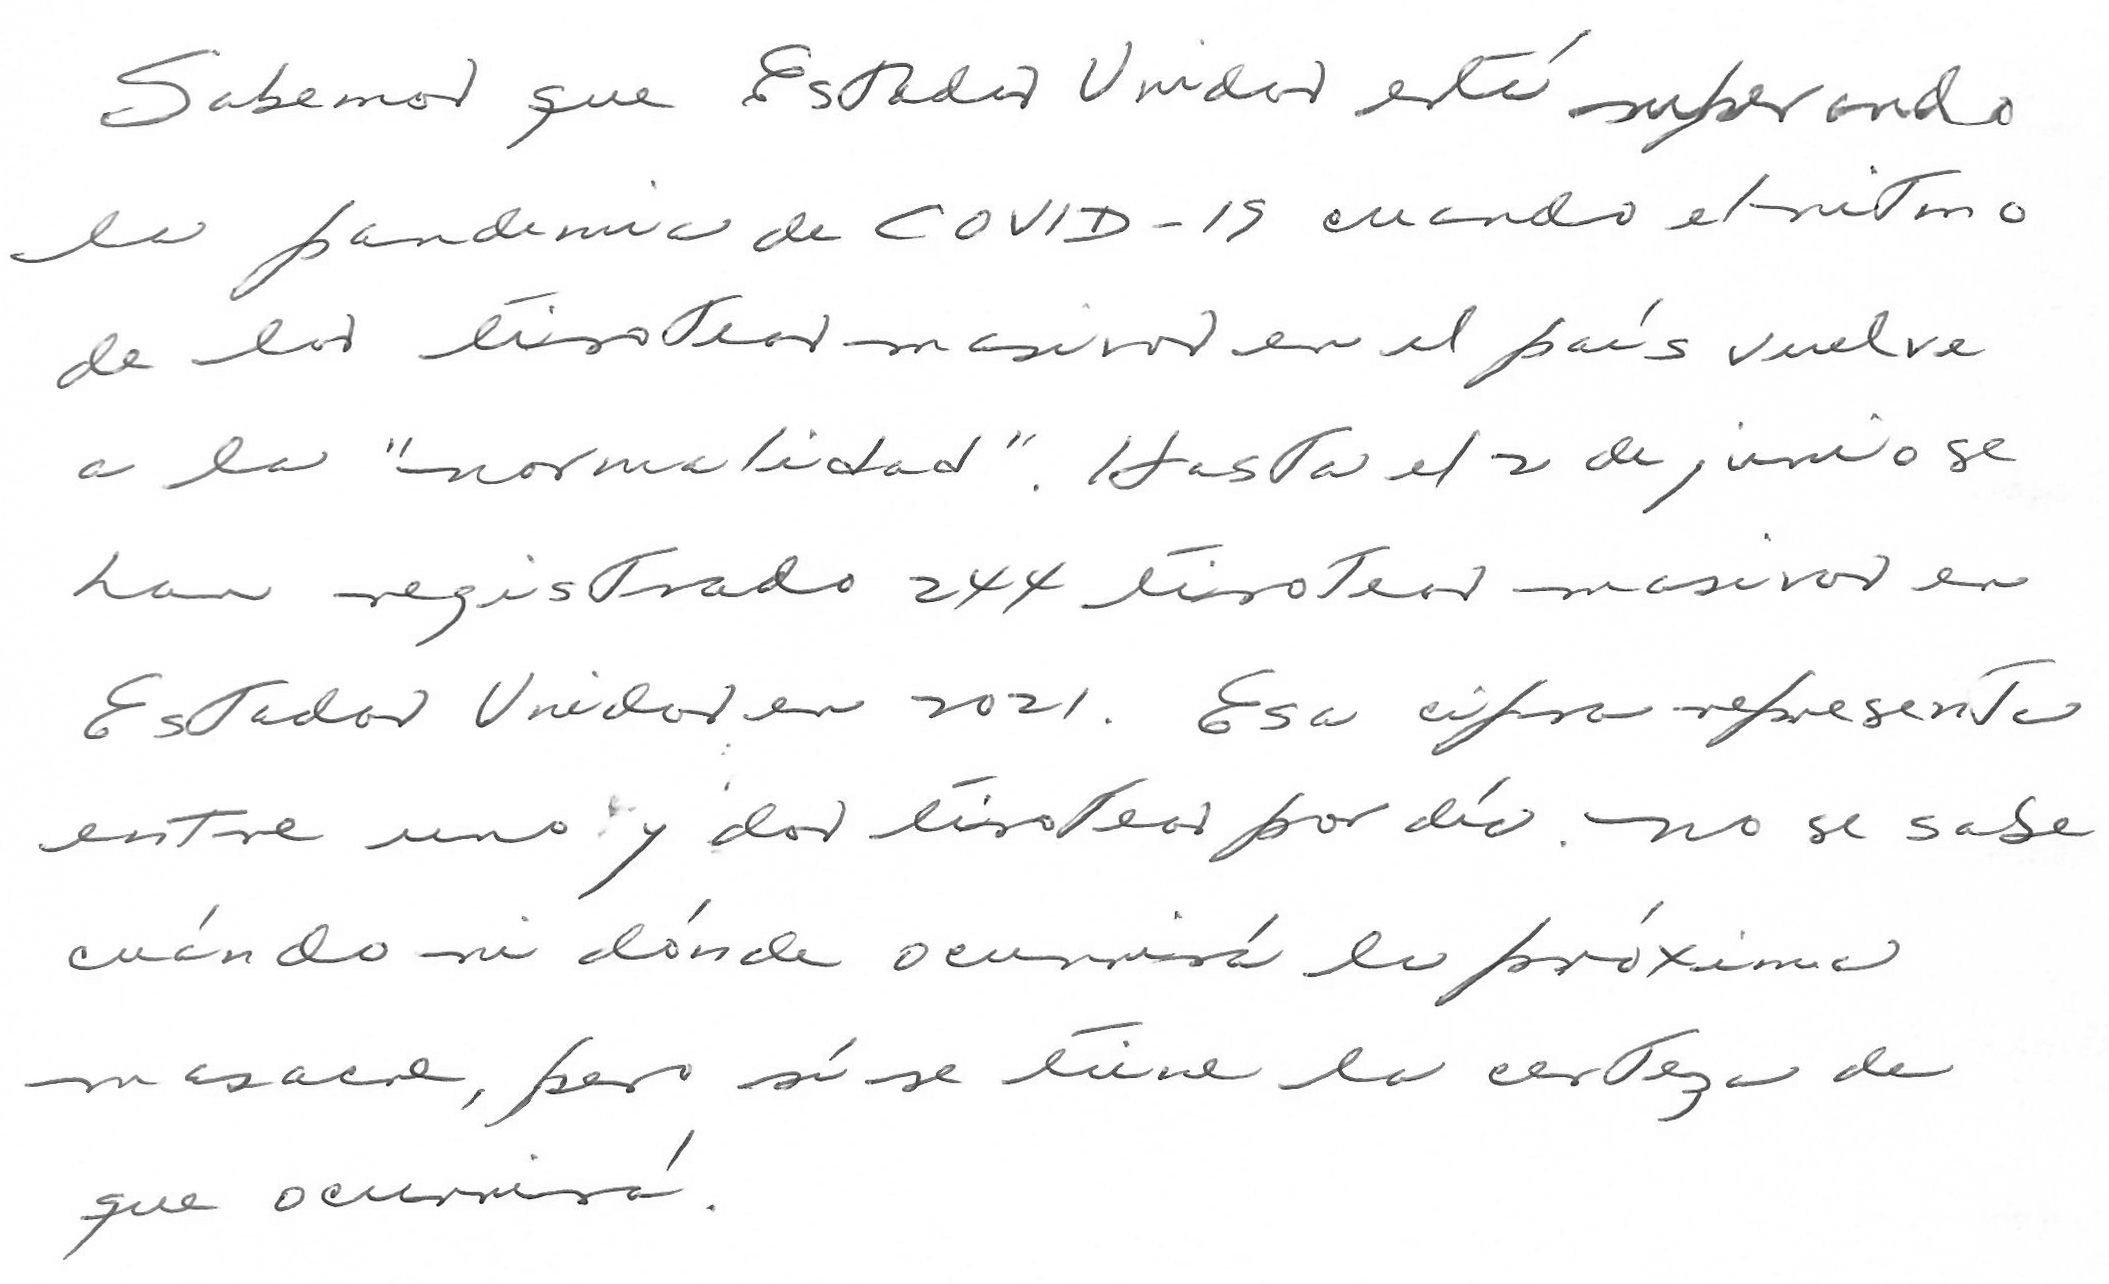 Sabemos que Estados Unidos está superando
la pandemia de COVID-19 cuando el ritmo
de los tiroteos masivos en el país vuelve
a la "normalidad". Hasta el 2 de junio se
han registrado 244 tiroteos masivos en
Estados Unidos en 2021. Esa cifra representa
entre uno y dos tiroteos por día. No se sabe
cuándo ni dónde ocurrirá la próxima
masacre, pero sí se tiene la certeza de
que ocurrirá.